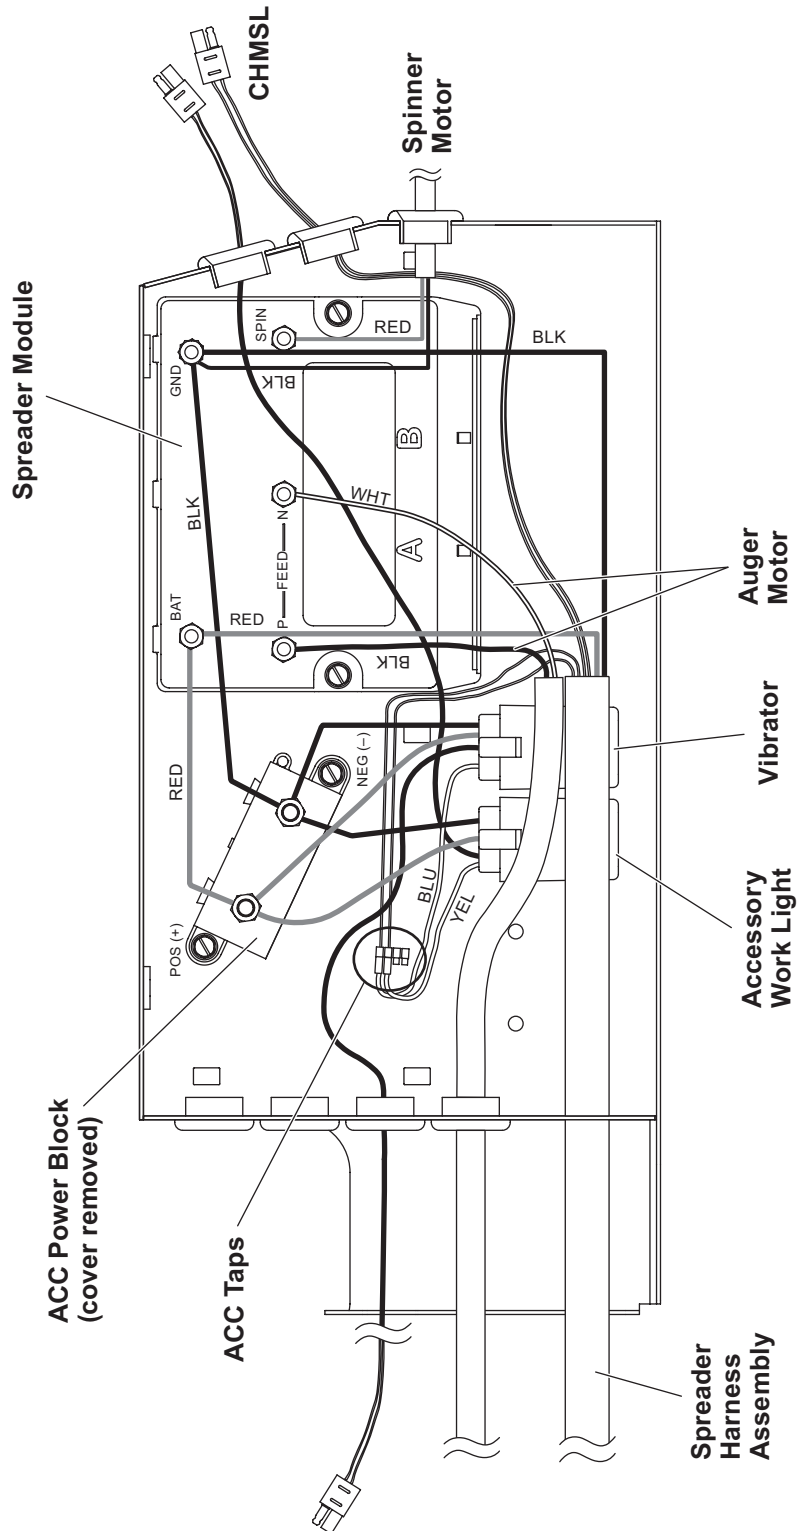 CHMSL
Spinner
Motor
Spreader Module
GND
SPIN
RED
BLK
BLK
BLK
BAT
RED
P
FEED
N
WHT
B
A
BLK
Auger
Motor
RED
NEG (–)
POS (+)
BLU
YEL
Vibrator
Accessory
Work Light
ACC Power Block
(cover removed)
ACC Taps
Spreader
Harness
Assembly